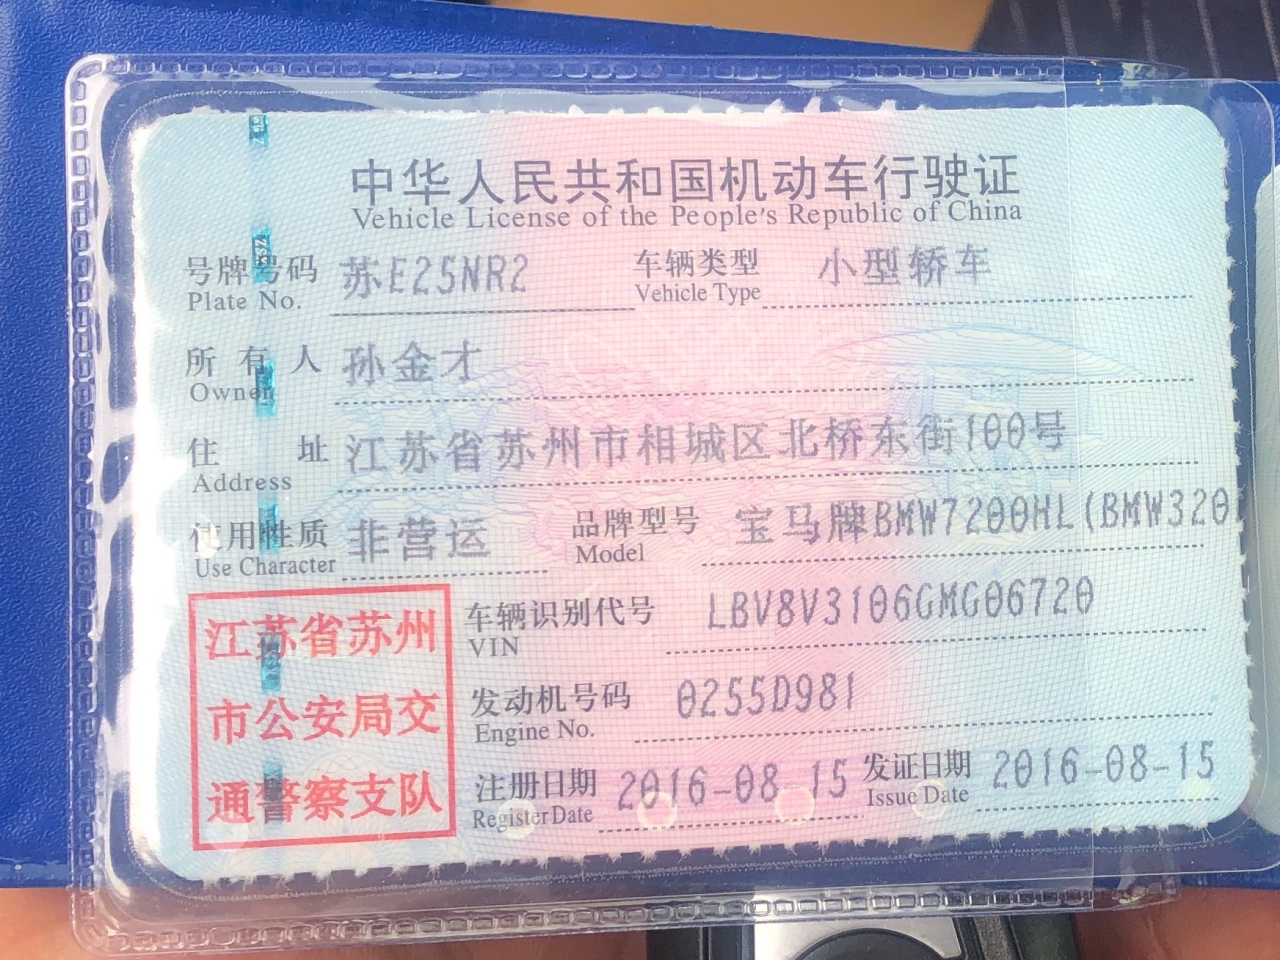 中华人民共和国机动车行驶证
Vehicle License of the People's Republic of China
号牌号码 苏E25NR2 车辆类型 小型轿车
Plate No. Vehicle Type
所有人 孙金才
Owner
住址 江苏省苏州市相城区北桥东街100号
Address
使用性质 非营运 品牌型号 宝马牌BMW7200HL(BMW320
Use Character Model
江苏省苏州
市公安局交
通警察支队
车辆识别代号 LBV8V3106GMG06720
VIN
发动机号码 0255D981
Engine No.
注册日期 2016-08-15 发证日期 2016-08-15
Register Date Issue Date